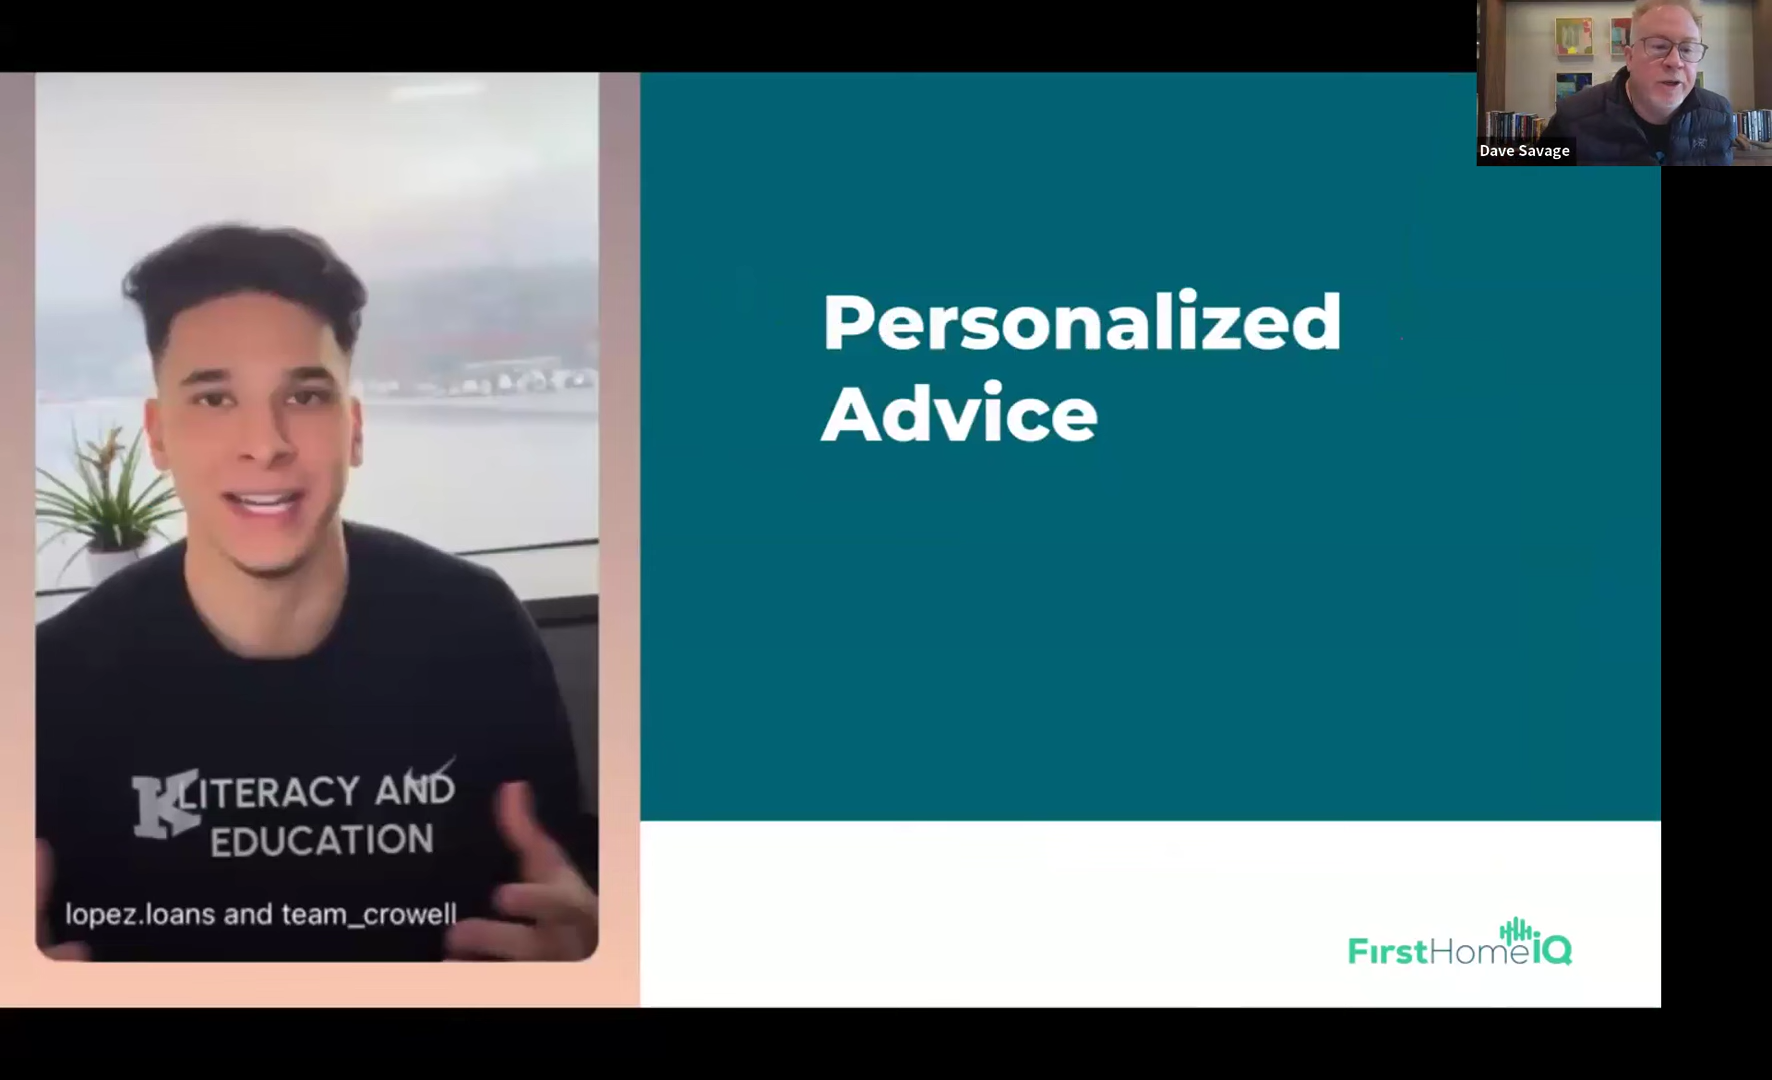 Dave Savage
Personalized
Advice
LITERACY AND
EDUCATION
lopez.loans and team_crowell
FirstHomeiQ